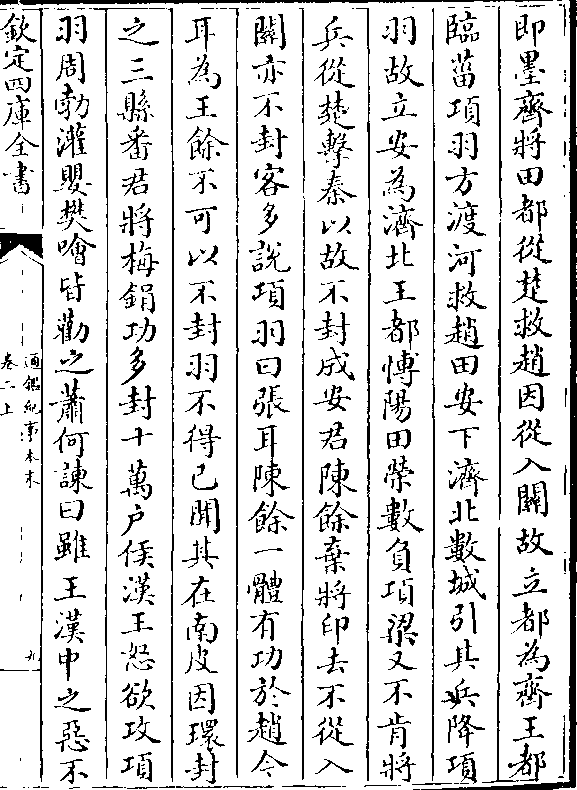 即墨齊將田都從楚救趙因從入關故立都為齊王都
臨菑項羽方渡河救趙田安下濟北數城引其兵降項
羽故立安為濟北王都博陽田榮數負項梁又不肯將
兵從楚擊秦以故不封成安君陳餘棄將印去不從入
關亦不封客多說項羽曰張耳陳餘一體有功於趙今
耳為王餘不可以不封羽不得已聞其在南皮因環封
之三縣番君將梅鋗功多封十萬户侯漢王怒欲攻項
羽周勃灌嬰樊噲皆勸之蕭何諫曰雖王漢中之惡不
欽定四庫全書
通鑑紀事本末
卷二上
九